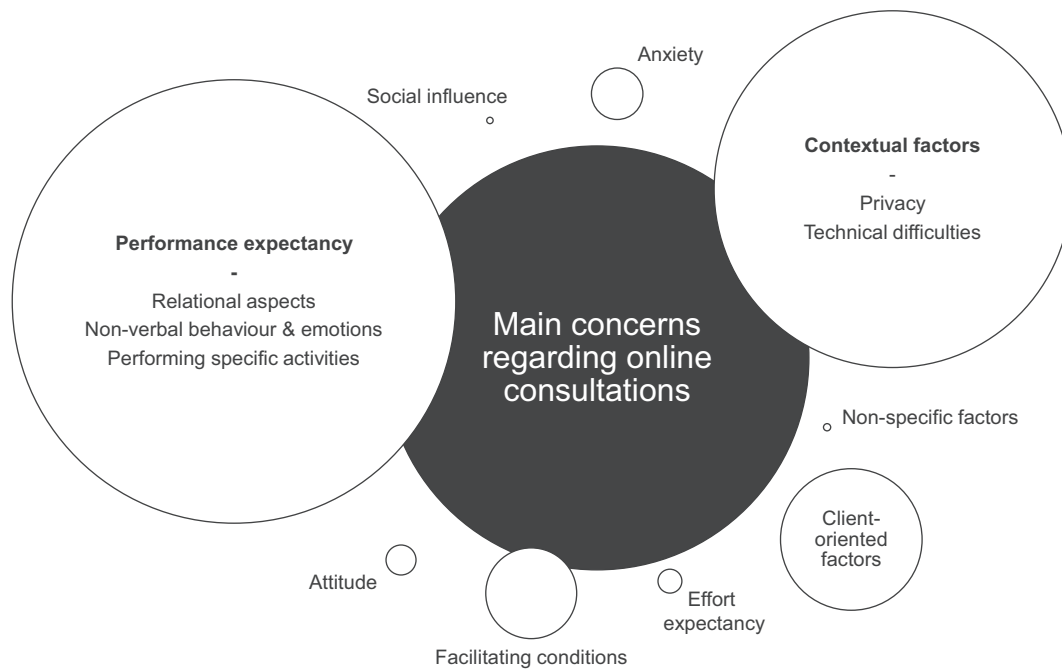 Anxiety
Social influence
Contextual factors
-
Privacy
Technical difficulties
Performance expectancy
-
Relational aspects
Non-verbal behaviour & emotions
Performing specific activities
Main concerns
regarding online
consultations
Non-specific factors
Client-
oriented
factors
Attitude
Effort
expectancy
Facilitating conditions